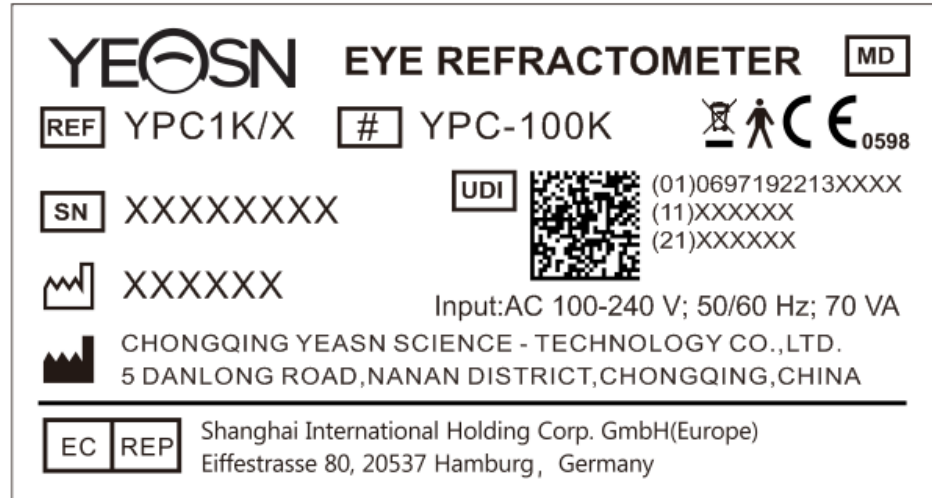 YEOSN EYE REFRACTOMETER MD
REF YPC1K/X # YPC-100K CE 0598
SN XXXXXXXX
UDI (01)0697192213XXXX
(11)XXXXXX
(21)XXXXXX
XXXXXX
Input:AC 100-240 V; 50/60 Hz; 70 VA
CHONGQING YEASN SCIENCE - TECHNOLOGY CO.,LTD.
5 DANLONG ROAD,NANAN DISTRICT,CHONGQING,CHINA
EC REP Shanghai International Holding Corp. GmbH(Europe)
Eiffestrasse 80, 20537 Hamburg, Germany